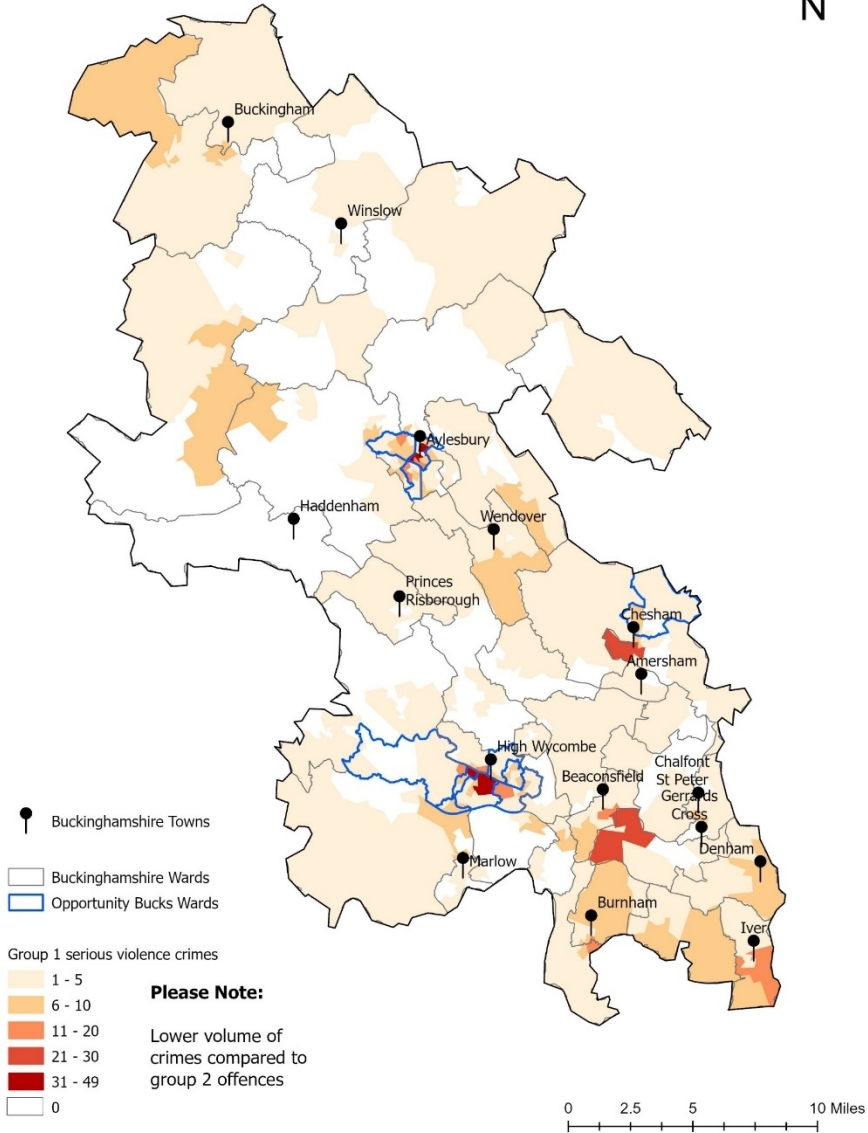 N
Buckingham
Winslow
Aylesbury
Haddenham
Wendover
Princes
Risborough
Chesham
Amersham
High Wycombe
Chalfont
St Peter
Beaconsfield
Gerrards
Cross
Denham
Marlow
Burnham
Iver
Buckinghamshire Towns
Buckinghamshire Wards
Opportunity Bucks Wards
Group 1 serious violence crimes
1 - 5
6 - 10
11 - 20
21 - 30
31 - 49
0
Please Note:
Lower volume of
crimes compared to
group 2 offences
0 2.5 5 10 Miles